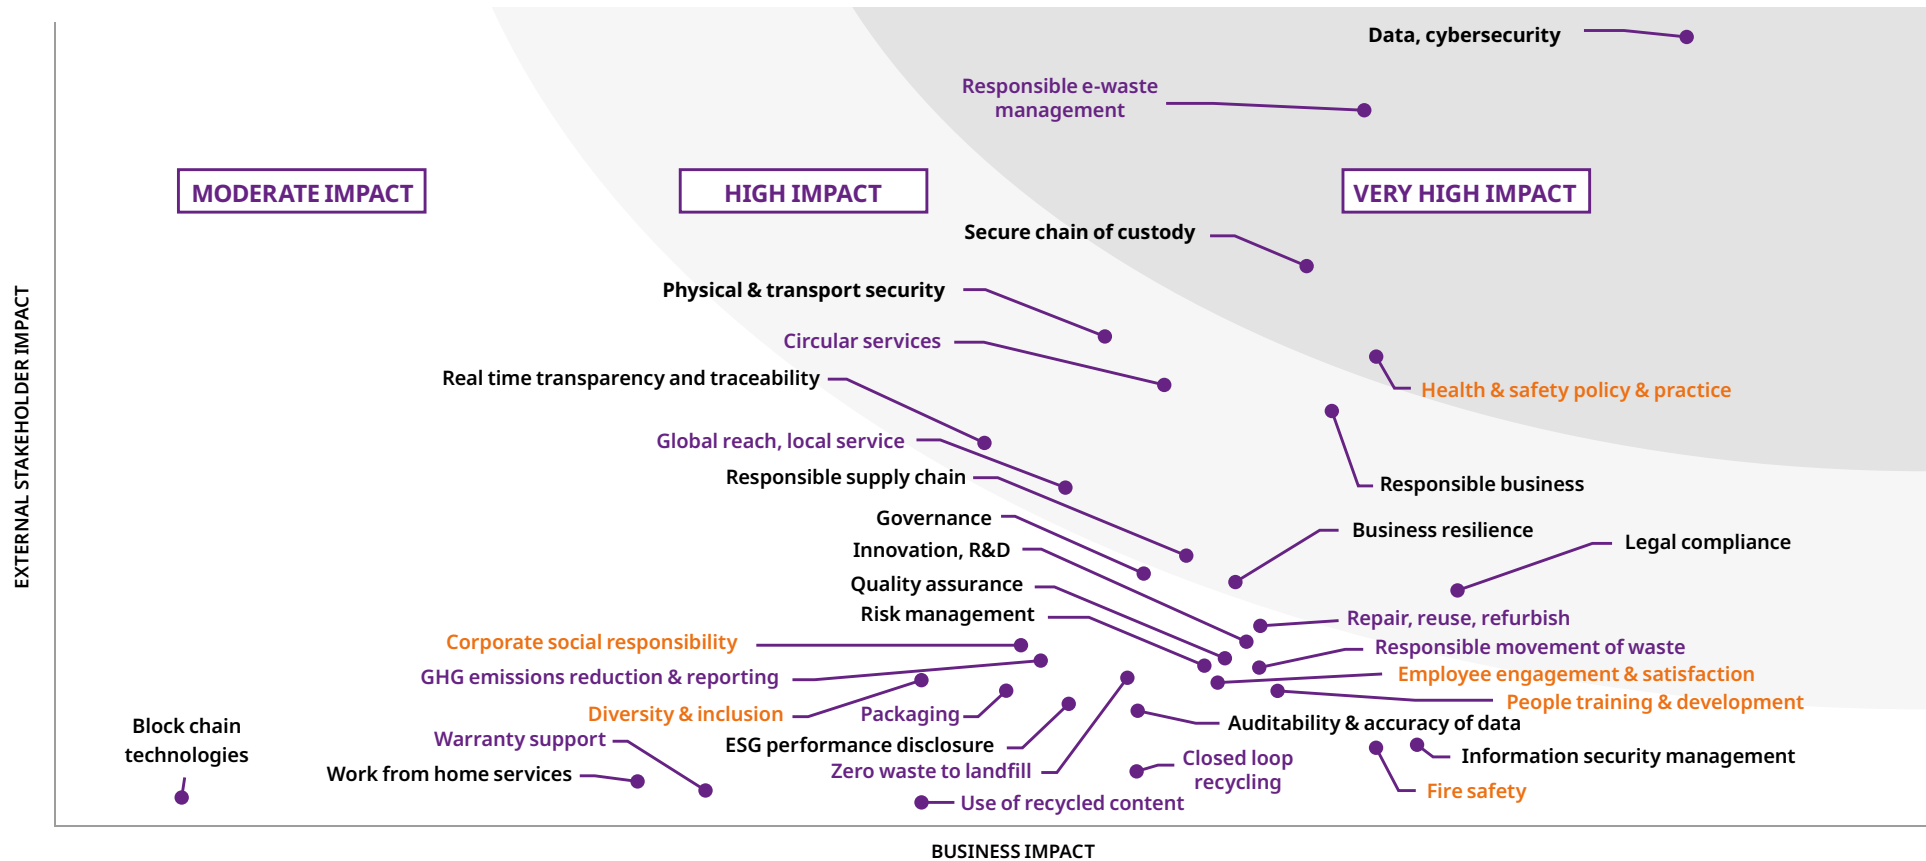 Data, cybersecurity
Responsible e-waste
management
MODERATE IMPACT
HIGH IMPACT
VERY HIGH IMPACT
Secure chain of custody
Physical & transport security
Circular services
Real time transparency and traceability
Health & safety policy & practice
Global reach, local service
Responsible supply chain
Responsible business
Governance
Business resilience
Legal compliance
Innovation, R&D
Quality assurance
Risk management
Repair, reuse, refurbish
Corporate social responsibility
Responsible movement of waste
GHG emissions reduction & reporting
Employee engagement & satisfaction
People training & development
Diversity & inclusion
Packaging
Auditability & accuracy of data
Block chain
technologies
Warranty support
ESG performance disclosure
Information security management
Work from home services
Zero waste to landfill
Closed loop
recycling
Fire safety
Use of recycled content
EXTERNAL STAKEHOLDER IMPACT
BUSINESS IMPACT